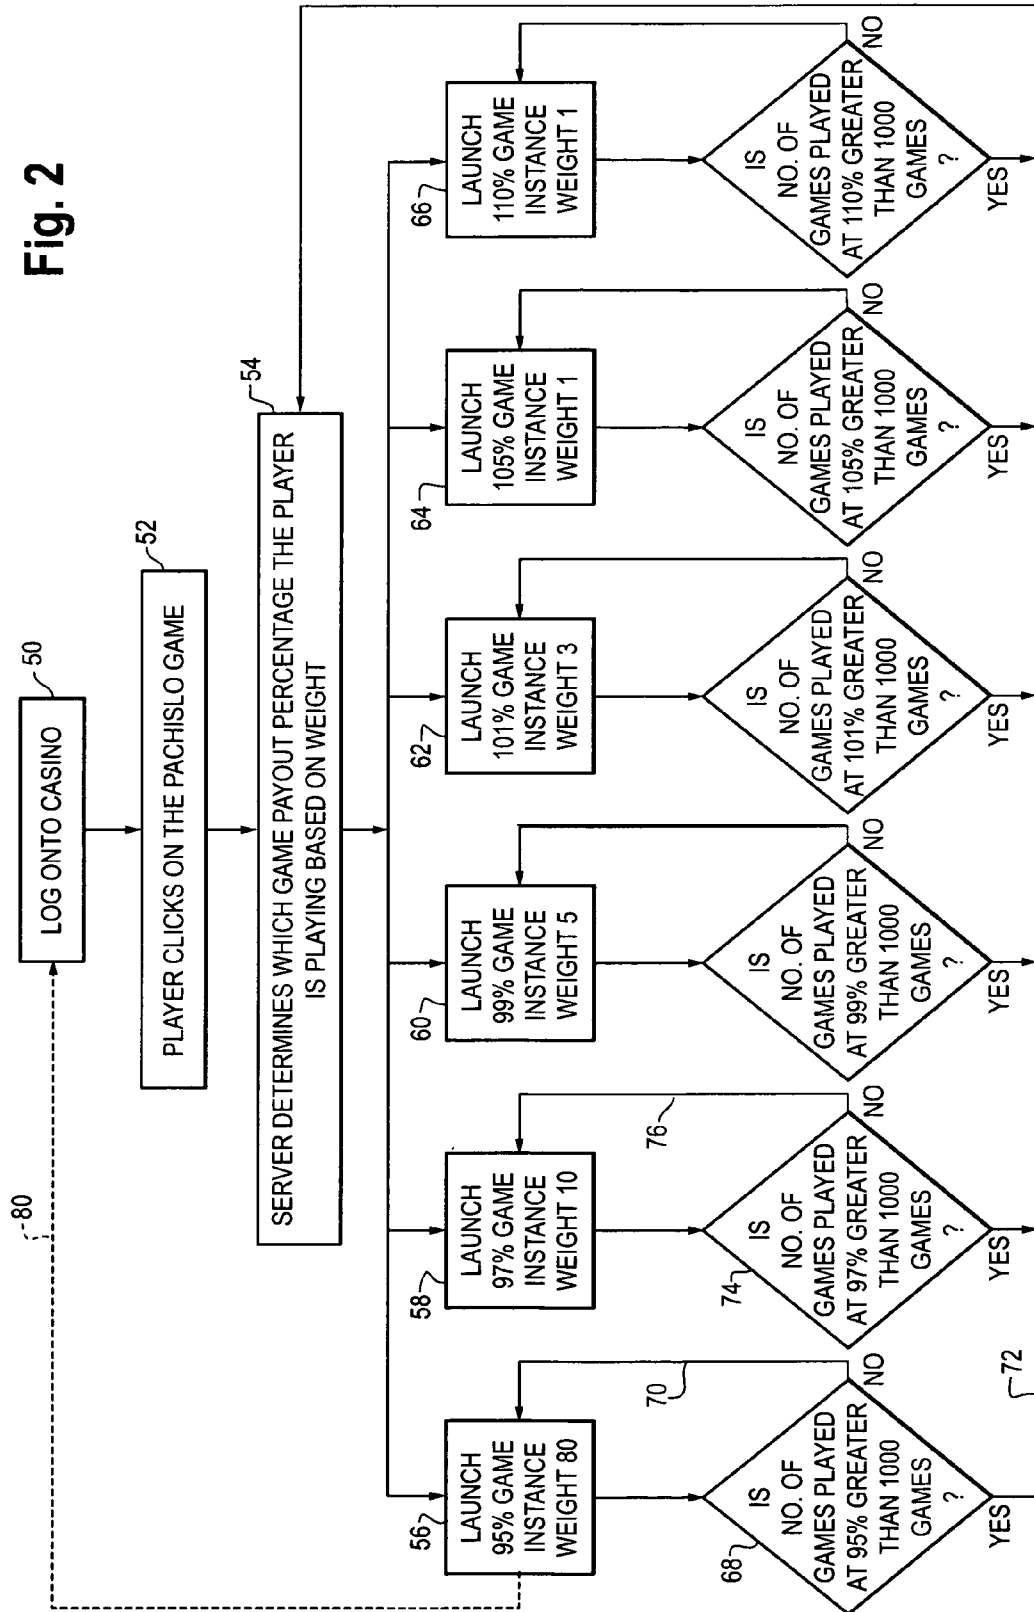 Fig. 2
LOG ONTO CASINO
50
80
PLAYER CLICKS ON THE PACHISLO GAME
52
SERVER DETERMINES WHICH GAME PAYOUT PERCENTAGE THE PLAYER
IS PLAYING BASED ON WEIGHT
54
56
LAUNCH
95% GAME
INSTANCE
WEIGHT 80
58
LAUNCH
97% GAME
INSTANCE
WEIGHT 10
60
LAUNCH
99% GAME
INSTANCE
WEIGHT 5
62
LAUNCH
101% GAME
INSTANCE
WEIGHT 3
64
LAUNCH
105% GAME
INSTANCE
WEIGHT 1
66
LAUNCH
110% GAME
INSTANCE
WEIGHT 1
68
IS
NO. OF
GAMES PLAYED
AT 95% GREATER
THAN 1000
GAMES
?
NO
70
YES
72
74
IS
NO. OF
GAMES PLAYED
AT 97% GREATER
THAN 1000
GAMES
?
NO
76
YES
IS
NO. OF
GAMES PLAYED
AT 99% GREATER
THAN 1000
GAMES
?
NO
YES
IS
NO. OF
GAMES PLAYED
AT 101% GREATER
THAN 1000
GAMES
?
NO
YES
IS
NO. OF
GAMES PLAYED
AT 105% GREATER
THAN 1000
GAMES
?
NO
YES
IS
NO. OF
GAMES PLAYED
AT 110% GREATER
THAN 1000
GAMES
?
NO
YES